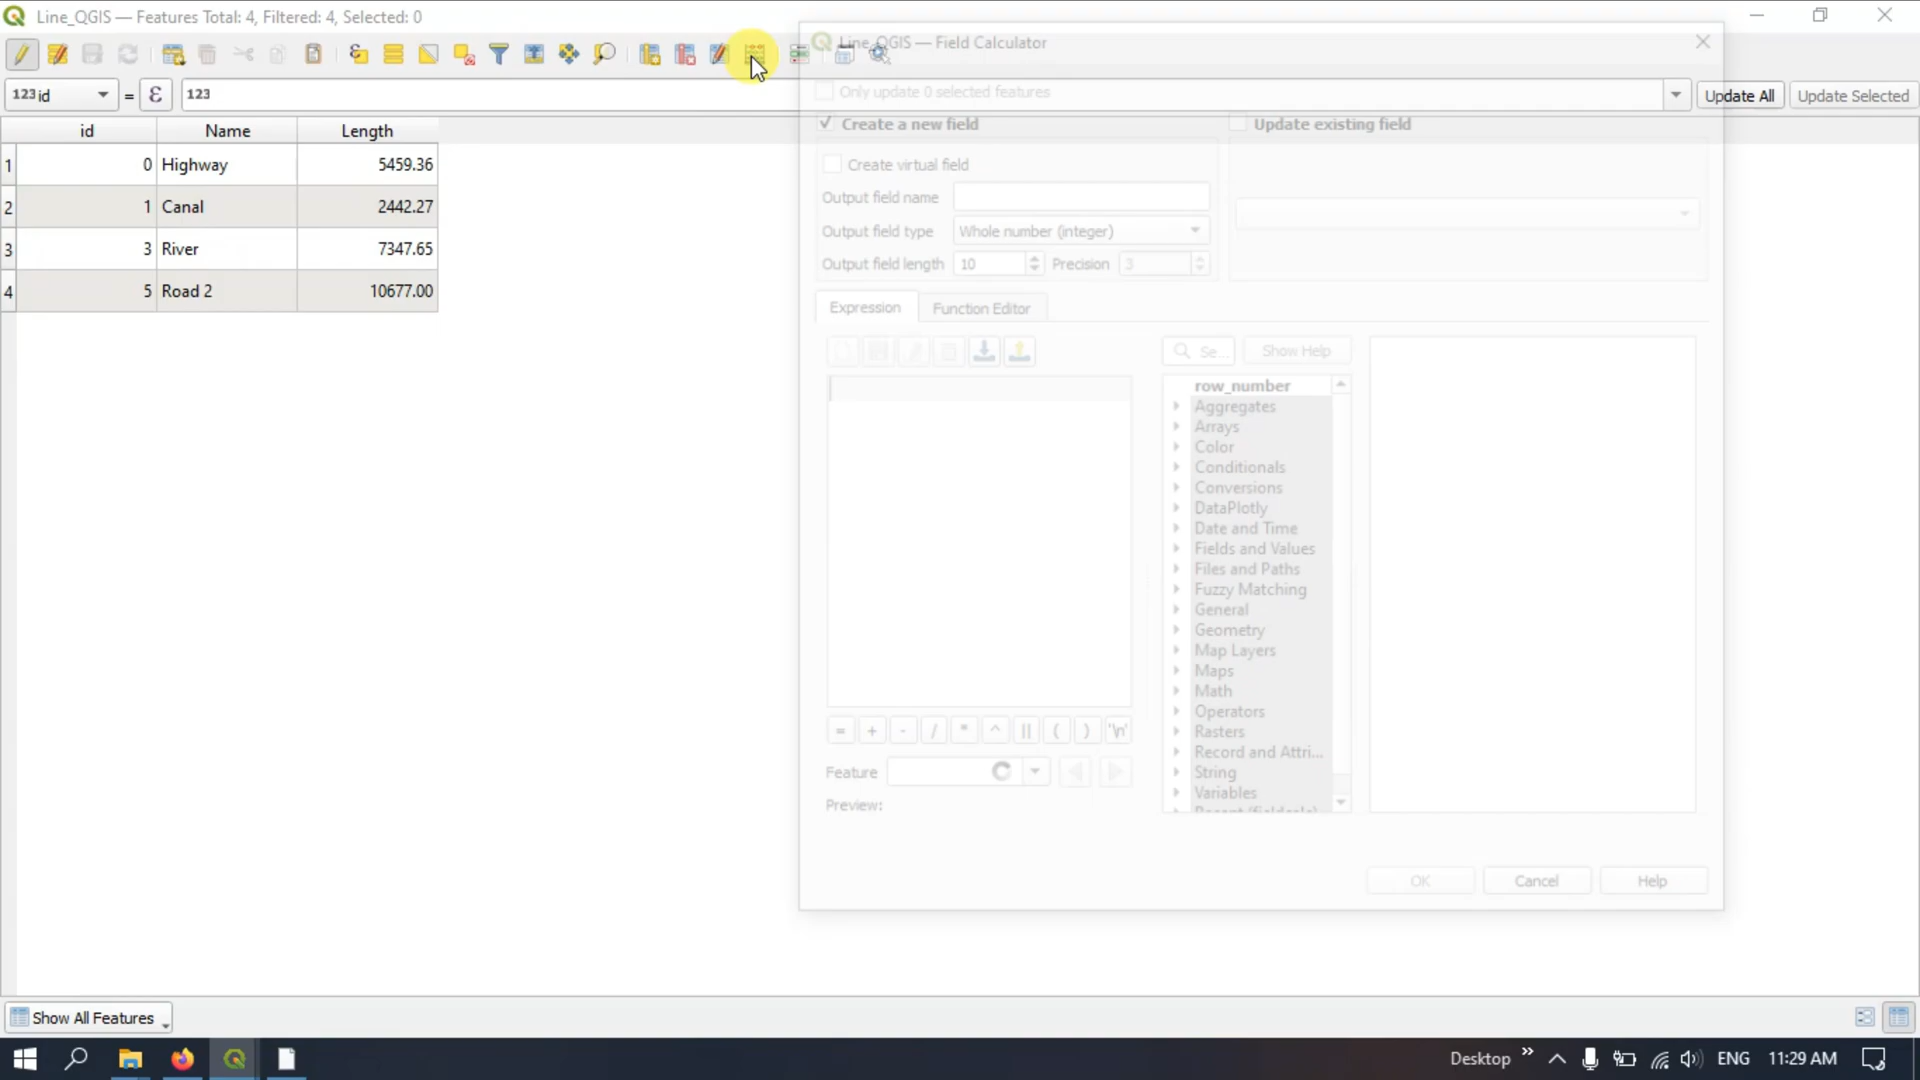 Line_QGIS — Features Total: 4, Filtered: 4, Selected: 0
Line_QGIS — Field Calculator
Only update 0 selected features
123 id = ε 123
Update All Update Selected
id Name Length
1 0 Highway 5459.36
2 1 Canal 2442.27
3 3 River 7347.65
4 5 Road 2 10677.00
Create a new field
Update existing field
Create virtual field
Output field name
Output field type Whole number (integer)
Output field length 10 Precision 3
Expression Function Editor
Se... Show Help
row_number
Aggregates
Arrays
Color
Conditionals
Conversions
DataPlotly
Date and Time
Fields and Values
Files and Paths
Fuzzy Matching
General
Geometry
Map Layers
Maps
Math
Operators
Rasters
Record and Attri...
String
Variables
Recent (fieldcalc)
= + - / * ^ || ( ) '\n'
Feature
Preview:
OK Cancel Help
Show All Features
Desktop » ENG 11:29 AM